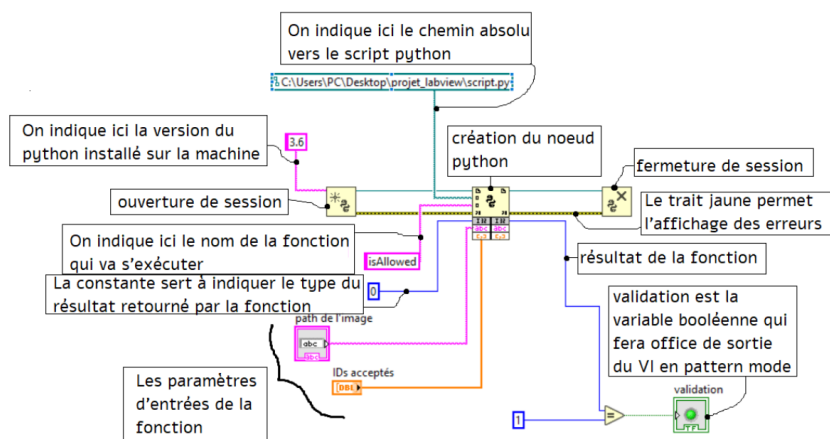 On indique ici le chemin absolu
vers le script python
C:\Users\PC\Desktop\projet_labview\script.py
On indique ici la version du
python installé sur la machine
3.6
création du noeud
python
fermeture de session
ouverture de session
Le trait jaune permet
l'affichage des erreurs
On indique ici le nom de la fonction
qui va s'exécuter
isAllowed
résultat de la fonction
La constante sert à indiquer le type du
résultat retourné par la fonction
0
validation est la
variable booléenne qui
fera office de sortie
du VI en pattern mode
path de l'image
abc
abc
IDs acceptés
Les paramètres
d'entrées de la
fonction
validation
1
=
TF